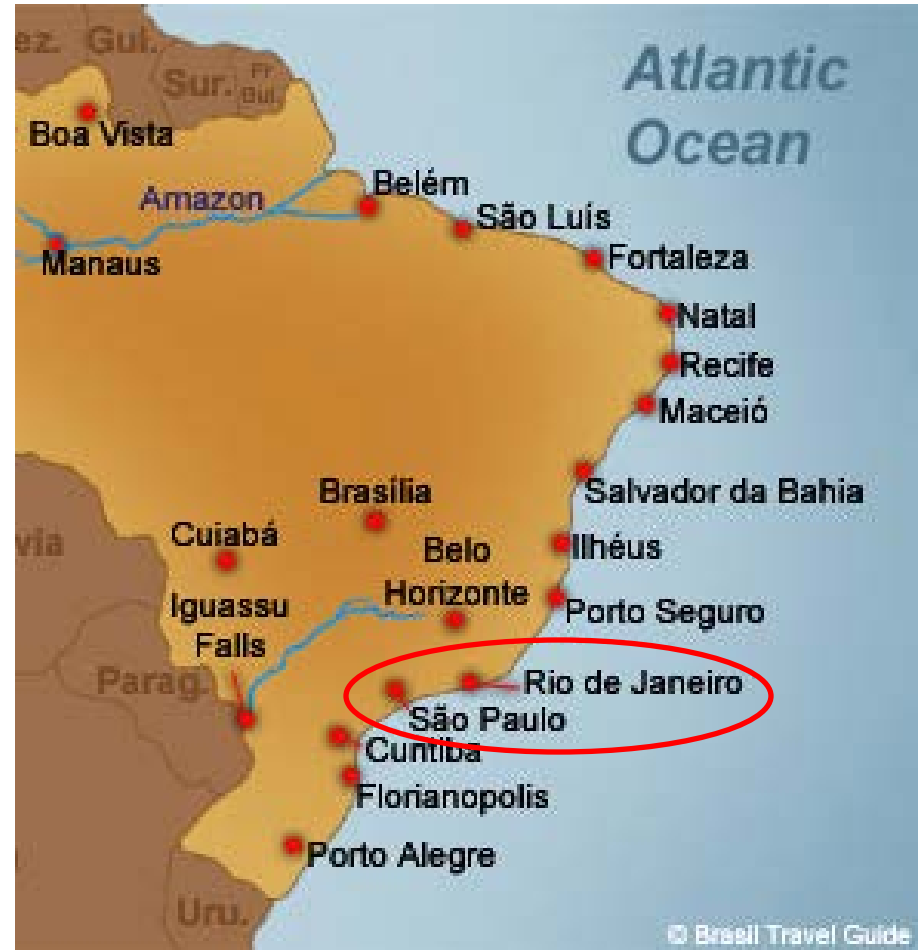 ez. Gui.
Sur.
Fr
Gui.
Atlantic
Ocean
Boa Vista
Amazon
Belém
São Luís
Manaus
Fortaleza
Natal
Recife
Maceió
Brasília
Salvador da Bahia
Cuiabá
via
Belo
Horizonte
Ilhéus
Iguassu
Falls
Porto Seguro
Parag.
Rio de Janeiro
São Paulo
Curitiba
Florianopolis
Porto Alegre
Uru.
© Brasil Travel Guide